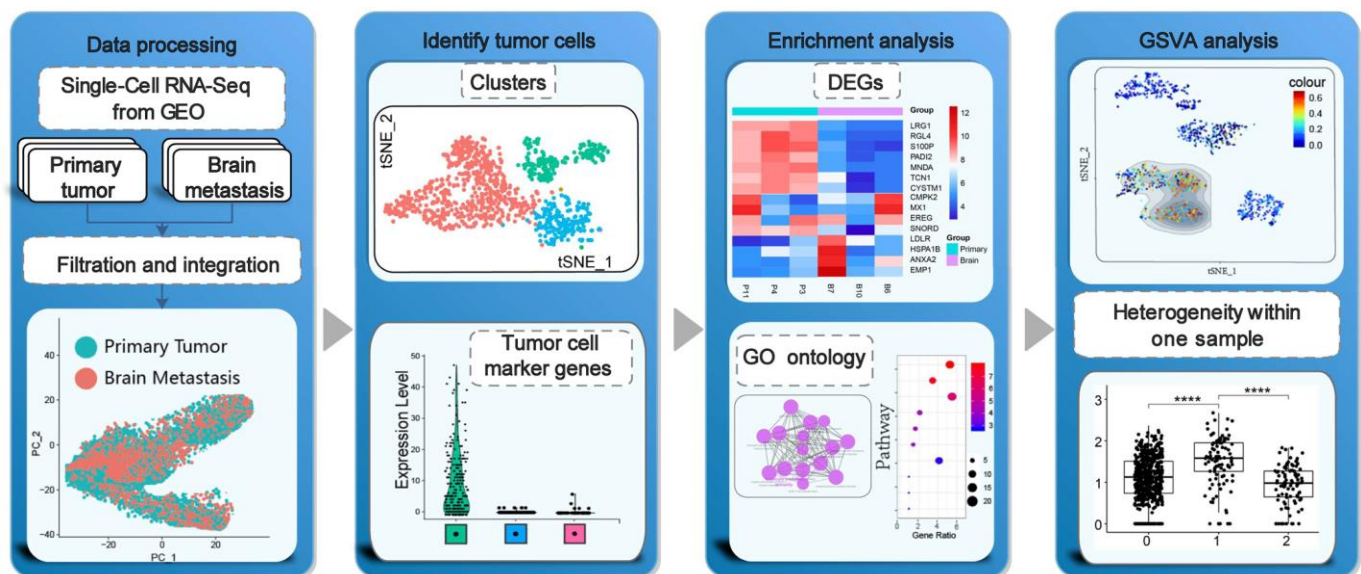 Data processing
Single-Cell RNA-Seq
from GEO
Primary
tumor
Brain
metastasis
Filtration and integration
Primary Tumor
Brain Metastasis
PC_2
40
20
0
−20
−40
−20
0
20
PC_1
Identify tumor cells
Clusters
tSNE_2
tSNE_1
Tumor cell
marker genes
Expression Level
40
30
20
10
0
Enrichment analysis
DEGs
Group
LRG1
RGL4
S100P
PADI2
MNDA
TCN1
CYSTM1
CMPK2
MX1
EREG
SNORD
LDLR
HSPA1B
ANXA2
EMP1
12
10
8
6
4
Group
Primary
Brain
P11
P4
P3
B7
B10
B6
GO ontology
Pathway
0
2
4
6
Gene Ratio
7
6
5
4
3
5
10
15
20
GSVA analysis
colour
0.6
0.4
0.2
0.0
tSNE_2
tSNE_1
Heterogeneity within
one sample
**** ****
3
2
1
0
0
1
2